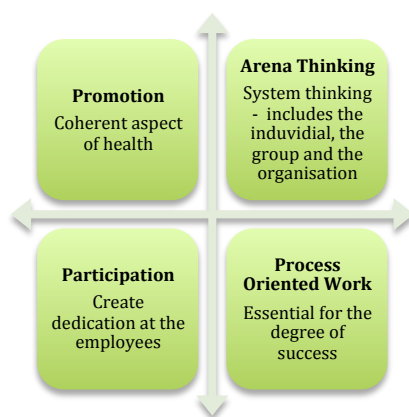 Promotion
Coherent aspect
of health
Arena Thinking
System thinking
- includes the
induvidial, the
group and the
organisation
Participation
Create
dedication at the
employees
Process
Oriented Work
Essential for the
degree of
success